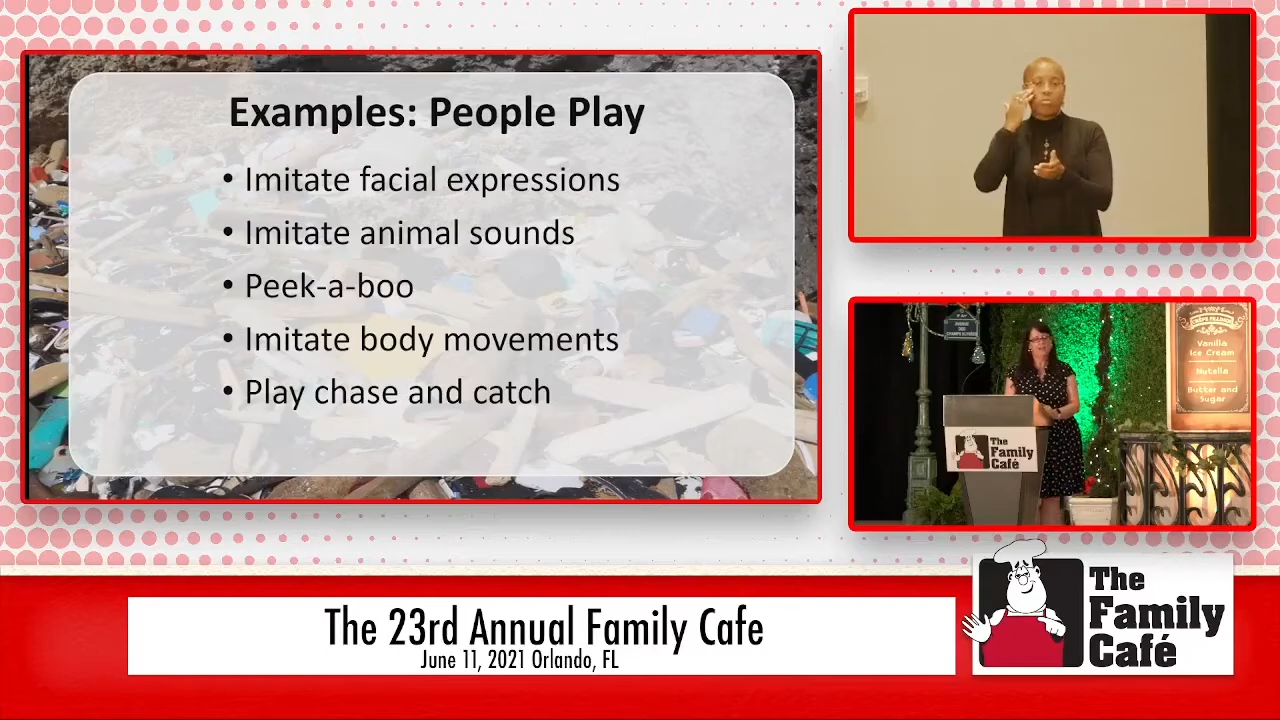 Examples: People Play
• Imitate facial expressions
• Imitate animal sounds
• Peek-a-boo
• Imitate body movements
• Play chase and catch
Vanilla
Ice Cream
Nutella
Butter and
Sugar
The
Family
Café
The 23rd Annual Family Cafe
June 11, 2021 Orlando, FL
The
Family
Café